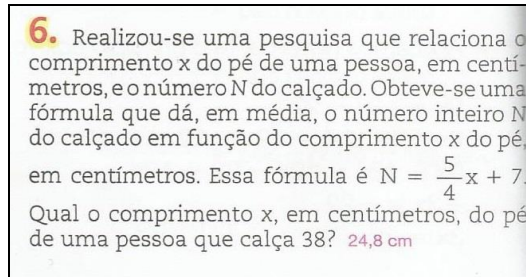 6. Realizou-se uma pesquisa que relaciona o
comprimento x do pé de uma pessoa, em centí-
metros, e o número N do calçado. Obteve-se uma
fórmula que dá, em média, o número inteiro N
do calçado em função do comprimento x do pé,
em centímetros. Essa fórmula é N = 5/4 x + 7.
Qual o comprimento x, em centímetros, do pé
de uma pessoa que calça 38? 24,8 cm